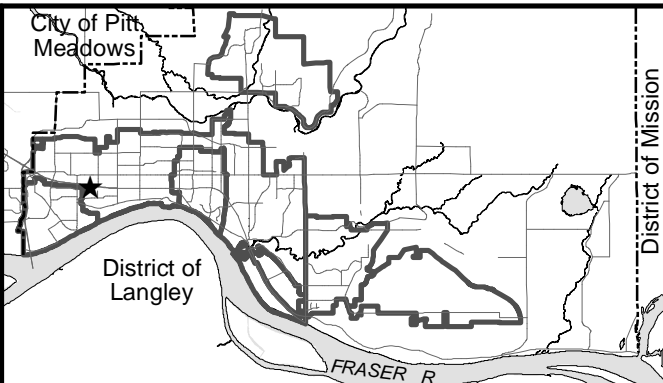 City of Pitt
Meadows
District of Mission
District of
Langley
FRASER R